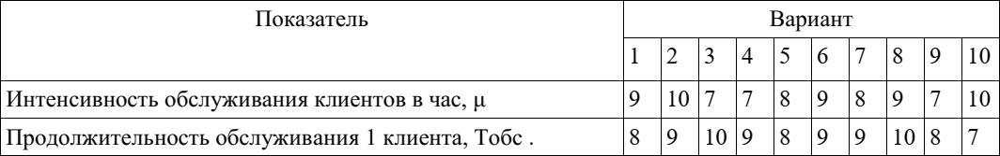 Показатель Вариант
1 2 3 4 5 6 7 8 9 10
Интенсивность обслуживания клиентов в час, μ 9 10 7 7 8 9 8 9 7 10
Продолжительность обслуживания 1 клиента, Тобс . 8 9 10 9 8 9 9 10 8 7